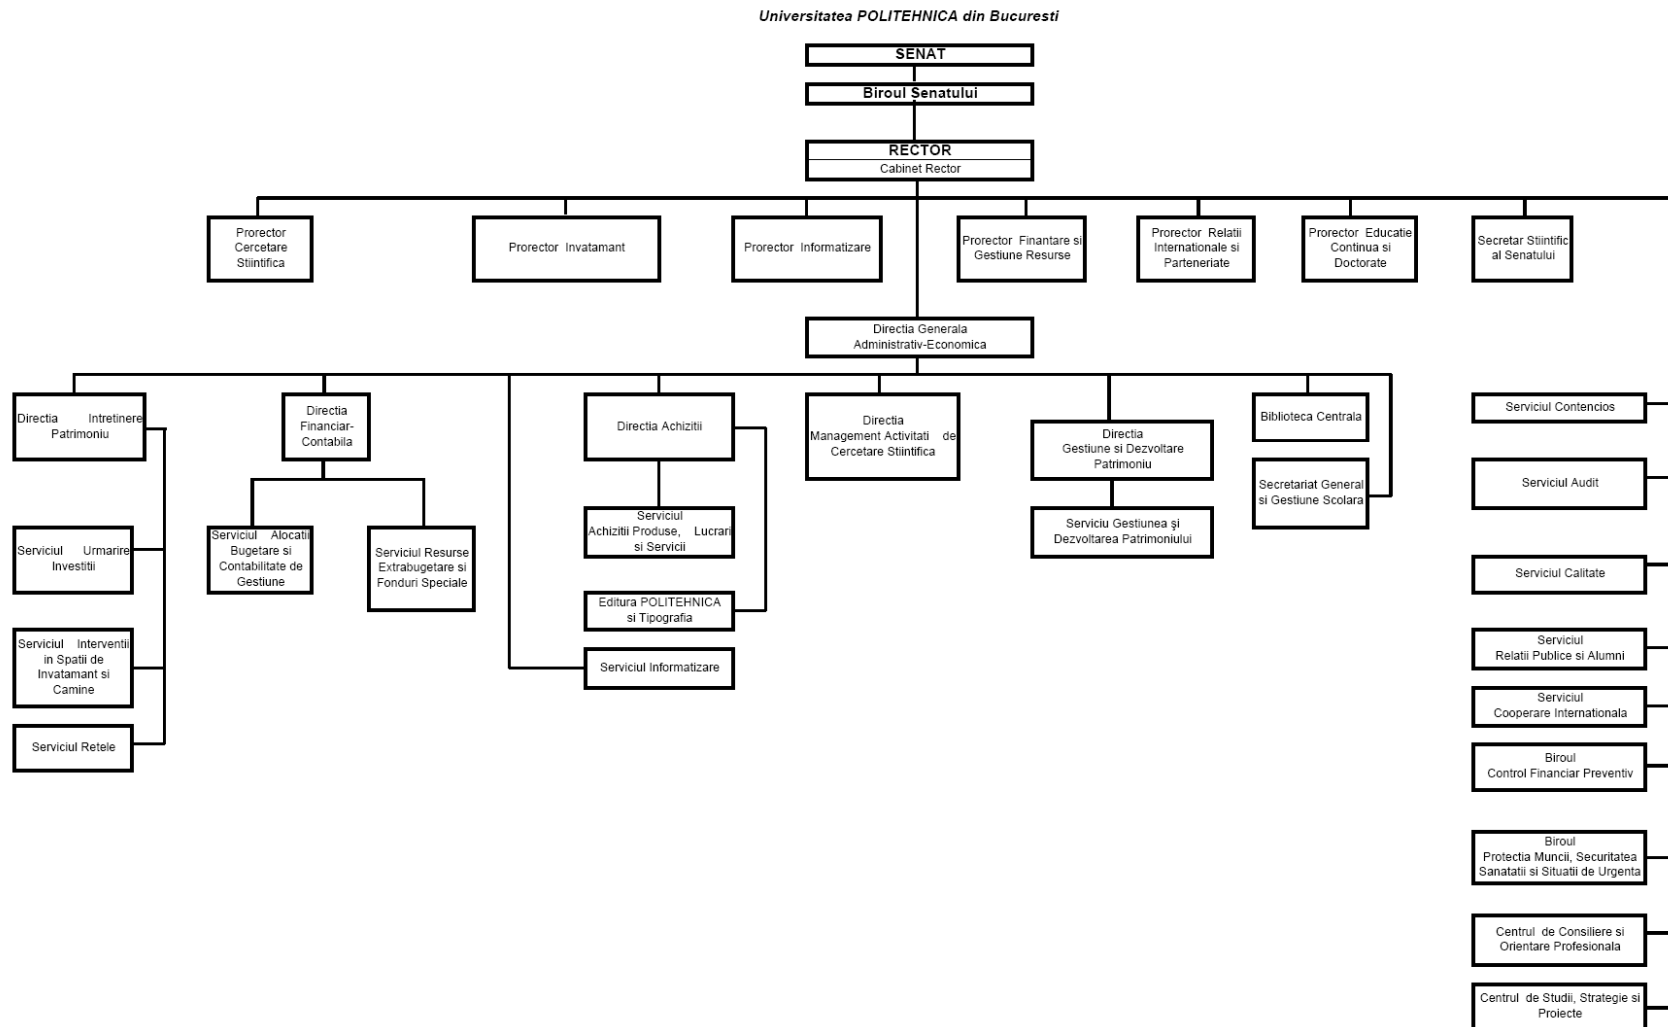 Universitatea POLITEHNICA din Bucuresti
SENAT
Biroul Senatului
RECTOR
Cabinet Rector
Prorector
Cercetare
Stiintifica
Prorector Invatamant
Prorector Informatizare
Prorector Finantare si
Gestiune Resurse
Prorector Relatii
Internationale si
Parteneriate
Prorector Educatie
Continua si
Doctorate
Secretar Stiintific
al Senatului
Directia Generala
Administrativ-Economica
Directia Intretinere
Patrimoniu
Directia
Financiar-
Contabila
Directia Achizitii
Directia
Management Activitati de
Cercetare Stiintifica
Directia
Gestiune si Dezvoltare
Patrimoniu
Biblioteca Centrala
Secretariat General
si Gestiune Scolara
Serviciul Urmarire
Investitii
Serviciul Interventii
in Spatii de
Invatamant si
Camine
Serviciul Retele
Serviciul Alocatii
Bugetare si
Contabilitate de
Gestiune
Serviciul Resurse
Extrabugetare si
Fonduri Speciale
Serviciul
Achizitii Produse, Lucrari
si Servicii
Editura POLITEHNICA
si Tipografia
Serviciul Informatizare
Serviciu Gestiunea şi
Dezvoltarea Patrimoniului
Serviciul Contencios
Serviciul Audit
Serviciul Calitate
Serviciul
Relatii Publice si Alumni
Serviciul
Cooperare Internationala
Biroul
Control Financiar Preventiv
Biroul
Protectia Muncii, Securitatea
Sanatatii si Situatii de Urgenta
Centrul de Consiliere si
Orientare Profesionala
Centrul de Studii, Strategie si
Proiecte